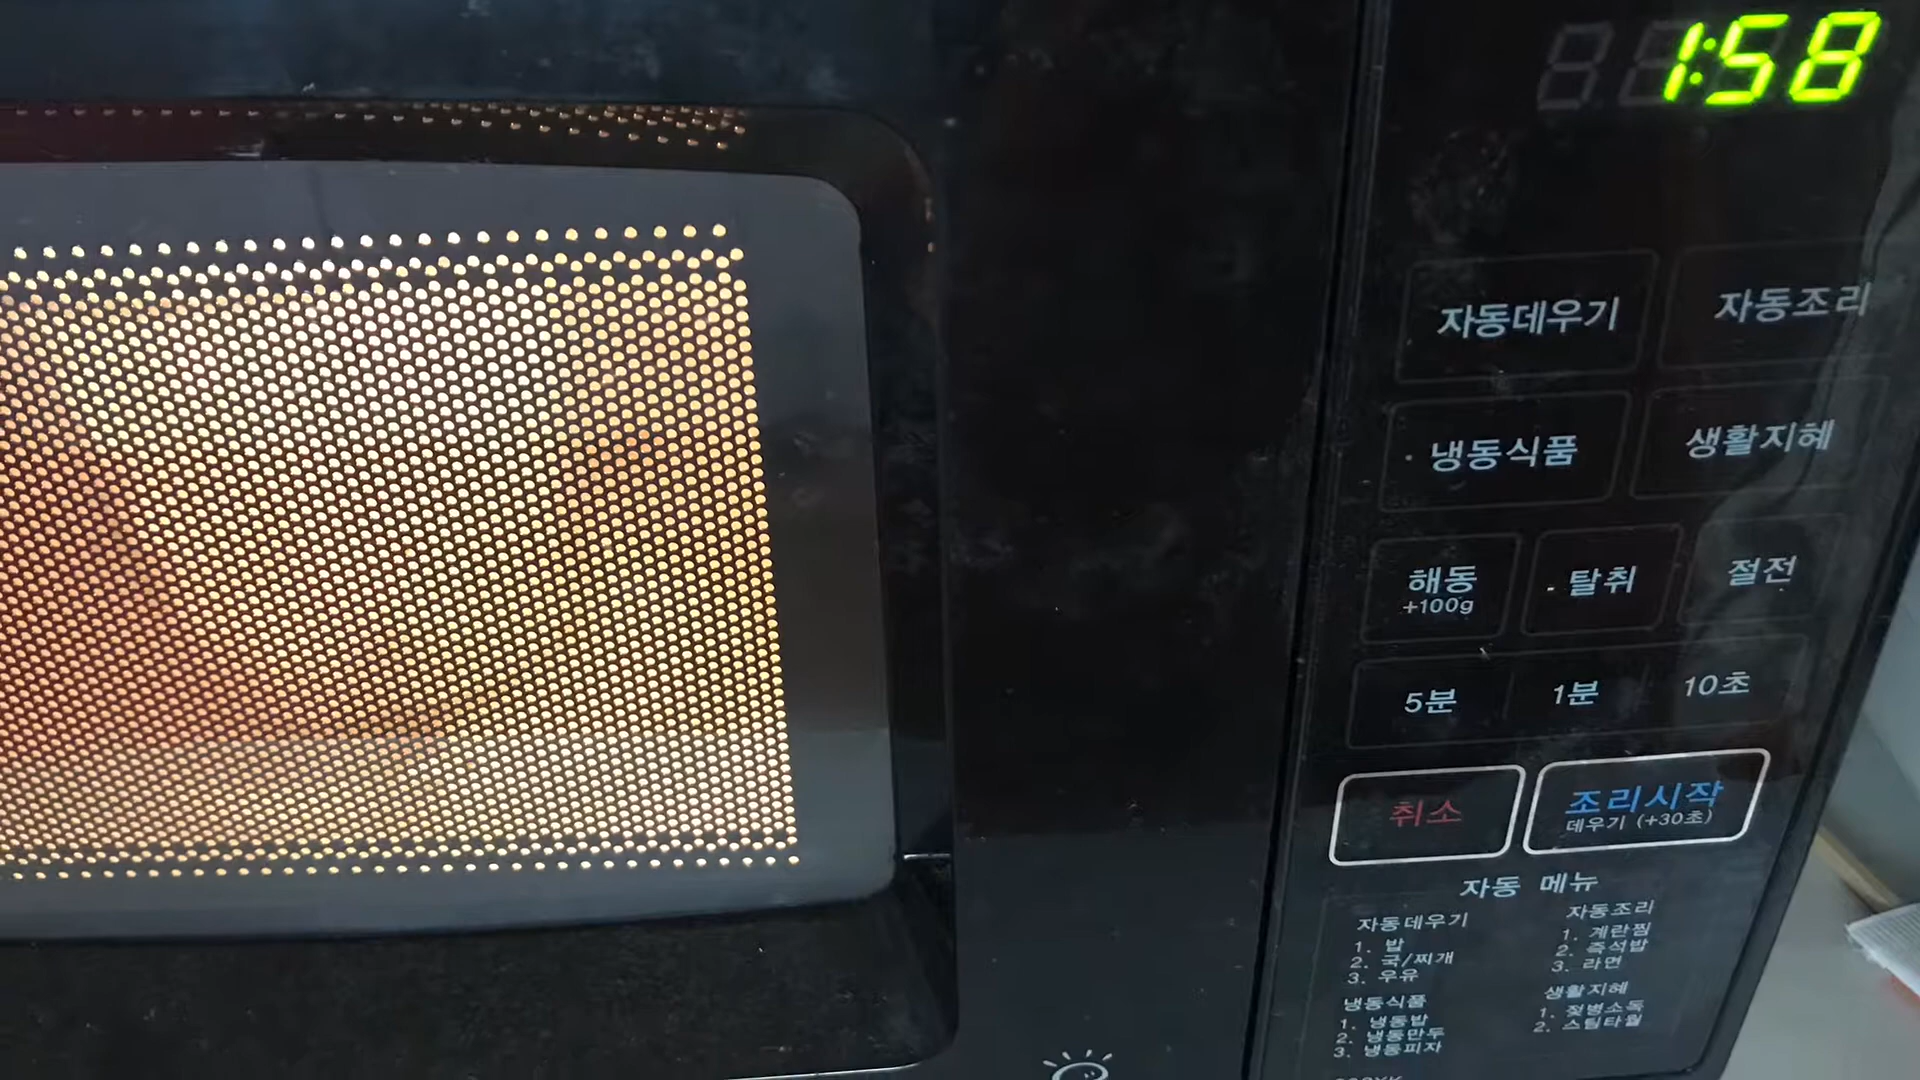 1:58
자동데우기 자동조리
냉동식품 생활지혜
해동 탈취 절전
+100g
5분 1분 10초
취소 조리시작
데우기 (+30초)
자동 메뉴
자동데우기
1. 밥
2. 국/찌개
3. 우유
냉동식품
1. 냉동밥
2. 냉동만두
3. 냉동피자
자동조리
1. 계란찜
2. 즉석밥
3. 라면
생활지혜
1. 젖병소독
2. 스팀타월